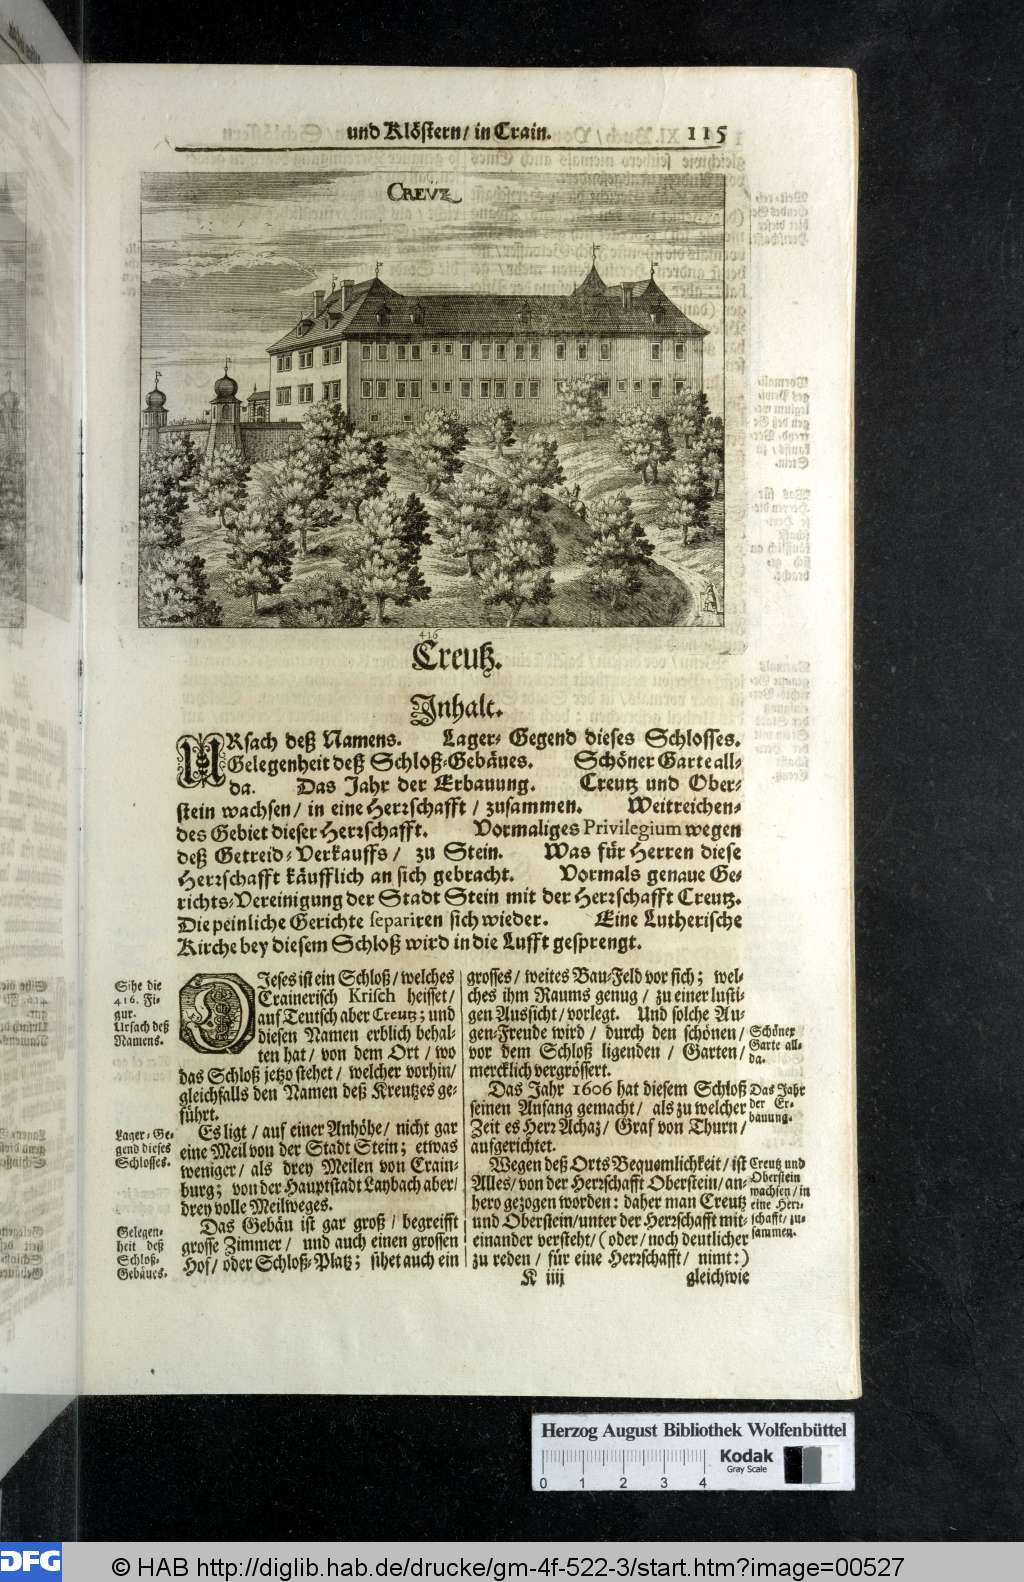 und Klöstern/ in Crain. 115
CREVZ
416
Creutz.
Inhalt.
URsach deß Namens. Lager-Gegend dieses Schlosses.
Gelegenheit deß Schloß-Gebäues. Schöner Garte all-
da. Das Jahr der Erbauung. Creutz und Ober-
stein wachsen/ in eine Herrschafft/ zusammen. Weitreichen-
des Gebiet dieser Herrschafft. Vormaliges Privilegium wegen
deß Getreid-Verkauffs/ zu Stein. Was für Herren diese
Herrschafft käufflich an sich gebracht. Vormals genaue Ge-
richts-Vereinigung der Stadt Stein mit der Herrschafft Creutz.
Die peinliche Gerichte separiren sich wieder. Eine Lutherische
Kirche bey diesem Schloß wird in die Lufft gesprengt.
Sihe die
416. Fi-
gur.
Ursach deß
Namens.
DIeses ist ein Schloß/ welches
Crainerisch Krisch heisset/
auf Teutsch aber Creutz; und
diesen Namen erblich behal-
ten hat/ von dem Ort/ wo
das Schloß jetzo stehet/ welcher vorhin/
gleichfalls den Namen deß Kreutzes ge-
führt.
Lager-Ge-
gend dieses
Schlosses.
Es ligt/ auf einer Anhöhe/ nicht gar
eine Meil von der Stadt Stein; etwas
weniger/ als drey Meilen von Crain-
burg; von der Hauptstadt Laybach aber/
drey volle Meilweges.
Gelegen-
heit deß
Schloß-
Gebäues.
Das Gebäu ist gar groß/ begreifft
grosse Zimmer/ und auch einen grossen
Hof/ oder Schloß-Platz; sihet auch ein
grosses/ weites Bau-Feld vor sich; wel-
ches ihm Raums genug/ zu einer lusti-
gen Aussicht/ vorlegt. Und solche Au-
gen-Freude wird/ durch den schönen/
vor dem Schloß ligenden/ Garten/
mercklich vergrössert.
Schöner
Garte all-
da.
Das Jahr 1606 hat diesem Schloß
seinen Anfang gemacht/ als zu welcher
Zeit es Herr Achaz/ Graf von Thurn/
aufgerichtet.
Das Jahr
der Er-
bauung.
Wegen deß Orts Bequemlichkeit/ ist
Alles/ von der Herrschafft Oberstein/ an-
hero gezogen worden: daher man Creutz
und Oberstein/ unter der Herrschafft mit-
einander versteht/ (oder/ noch deutlicher
zu reden/ für eine Herrschafft/ nimt:)
Creutz und
Oberstein
wachsen/ in
eine Herr-
schafft/ zu-
sammen.
K iiij gleichwie
Herzog August Bibliothek Wolfenbüttel
Kodak
Gray Scale
0 1 2 3 4
DFG
© HAB http://diglib.hab.de/drucke/gm-4f-522-3/start.htm?image=00527